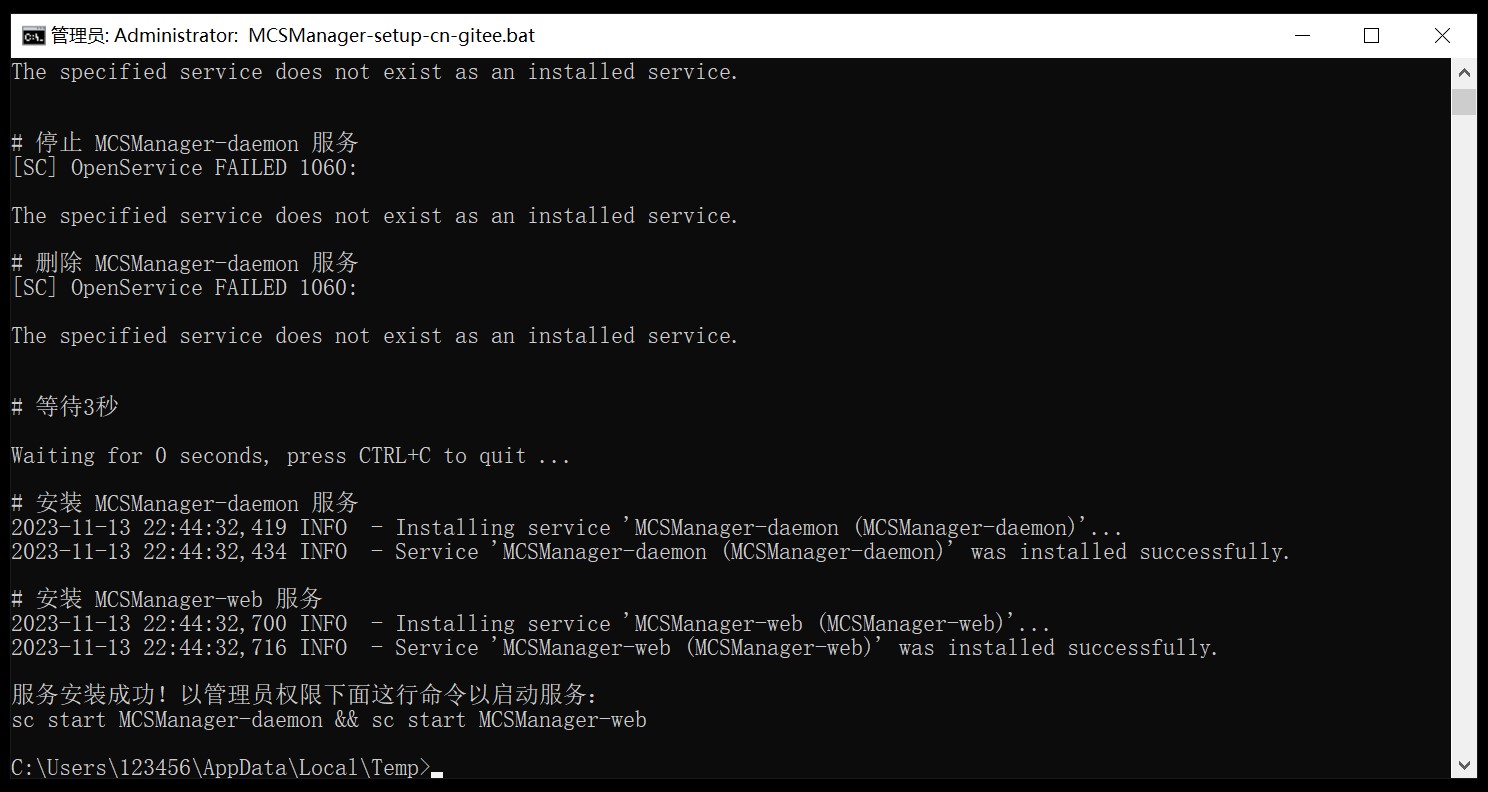 管理员: Administrator:  MCSManager-setup-cn-gitee.bat
The specified service does not exist as an installed service.
# 停止 MCSManager-daemon 服务
[SC] OpenService FAILED 1060:
The specified service does not exist as an installed service.
# 删除 MCSManager-daemon 服务
[SC] OpenService FAILED 1060:
The specified service does not exist as an installed service.
# 等待3秒
Waiting for 0 seconds, press CTRL+C to quit ...
# 安装 MCSManager-daemon 服务
2023-11-13 22:44:32,419 INFO  - Installing service 'MCSManager-daemon (MCSManager-daemon)'...
2023-11-13 22:44:32,434 INFO  - Service 'MCSManager-daemon (MCSManager-daemon)' was installed successfully.
# 安装 MCSManager-web 服务
2023-11-13 22:44:32,700 INFO  - Installing service 'MCSManager-web (MCSManager-web)'...
2023-11-13 22:44:32,716 INFO  - Service 'MCSManager-web (MCSManager-web)' was installed successfully.
服务安装成功！以管理员权限下面这行命令以启动服务：
sc start MCSManager-daemon && sc start MCSManager-web
C:\Users\123456\AppData\Local\Temp>